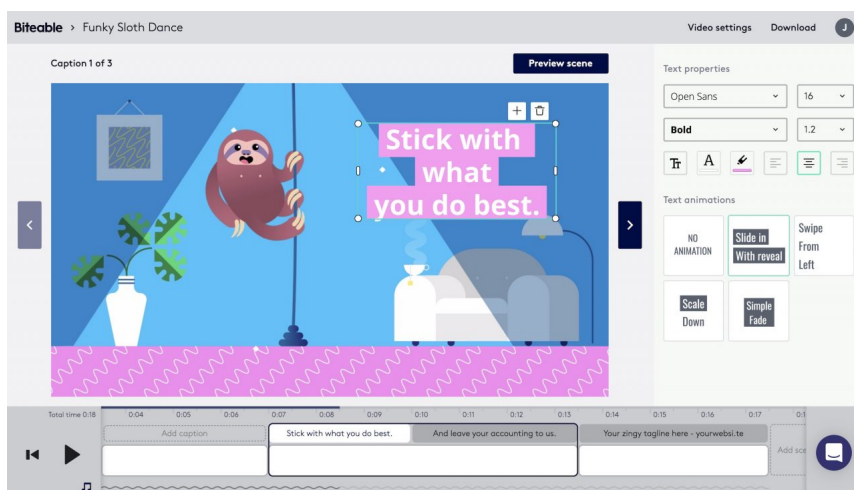 Biteable > Funky Sloth Dance
Video settings
Download
J
Caption 1 of 3
Preview scene
Stick with
what
you do best.
Text properties
Open Sans
16
Bold
1.2
Tr
A
Text animations
NO
ANIMATION
Slide in
With reveal
Swipe
From
Left
Scale
Down
Simple
Fade
Total time 0:18
0:04 0:05 0:06 0:07 0:08 0:09 0:10 0:11 0:12 0:13 0:14 0:15 0:16 0:17
Add caption
Stick with what you do best.
And leave your accounting to us.
Your zingy tagline here - yourwebsi.te
Add